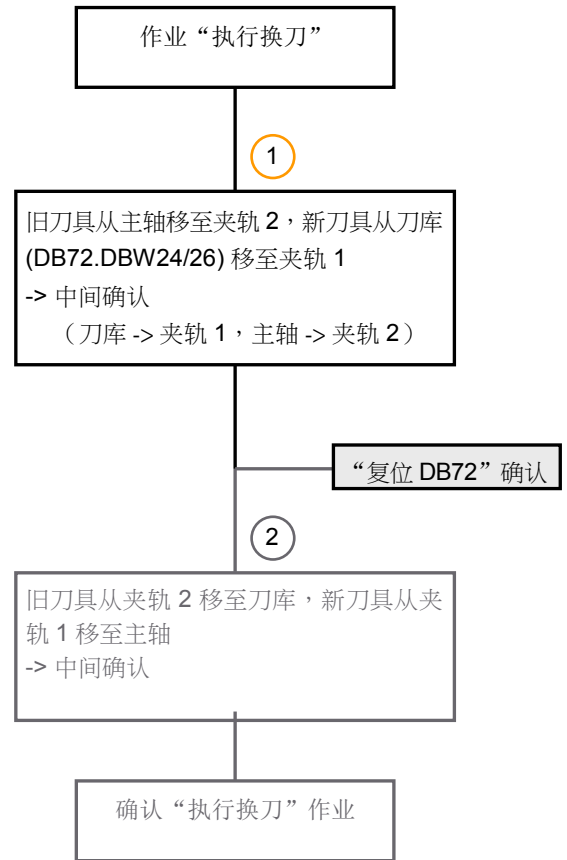 作业“执行换刀”
1
旧刀具从主轴移至夹轨 2，新刀具从刀库
(DB72.DBW24/26) 移至夹轨 1
-> 中间确认
（刀库 -> 夹轨 1，主轴 -> 夹轨 2）
“复位 DB72”确认
2
旧刀具从夹轨 2 移至刀库，新刀具从夹
轨 1 移至主轴
-> 中间确认
确认“执行换刀”作业